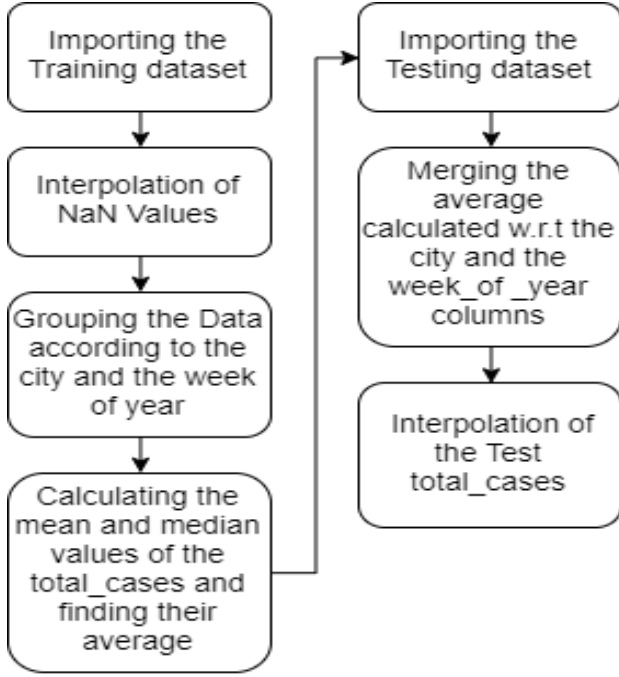 Importing the
Training dataset
Interpolation of
NaN Values
Grouping the Data
according to the
city and the week
of year
Calculating the
mean and median
values of the
total_cases and
finding their
average
Importing the
Testing dataset
Merging the
average
calculated w.r.t the
city and the
week_of _year
columns
Interpolation of
the Test
total_cases